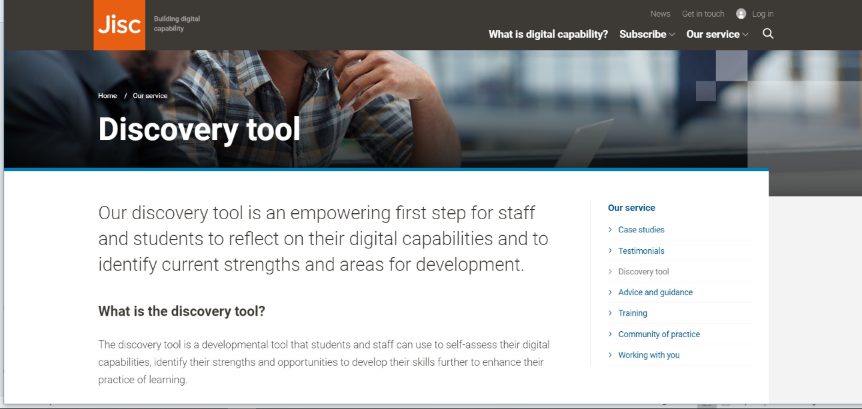 Jisc
Building digital
capability
News Get in touch Log in
What is digital capability? Subscribe Our service
Home / Our service
Discovery tool
Our discovery tool is an empowering first step for staff
and students to reflect on their digital capabilities and to
identify current strengths and areas for development.
What is the discovery tool?
The discovery tool is a developmental tool that students and staff can use to self-assess their digital
capabilities, identify their strengths and opportunities to develop their skills further to enhance their
practice of learning.
Our service
Case studies
Testimonials
Discovery tool
Advice and guidance
Training
Community of practice
Working with you